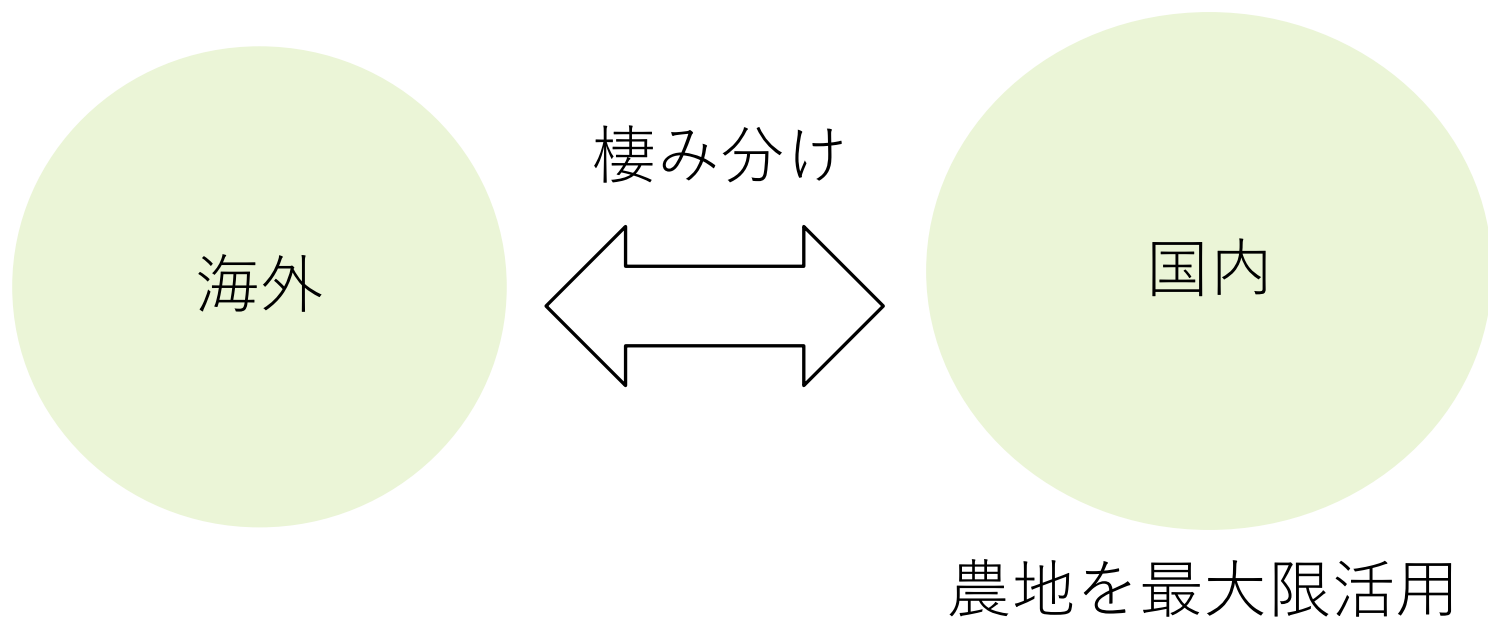 棲み分け
海外
国内
農地を最大限活用